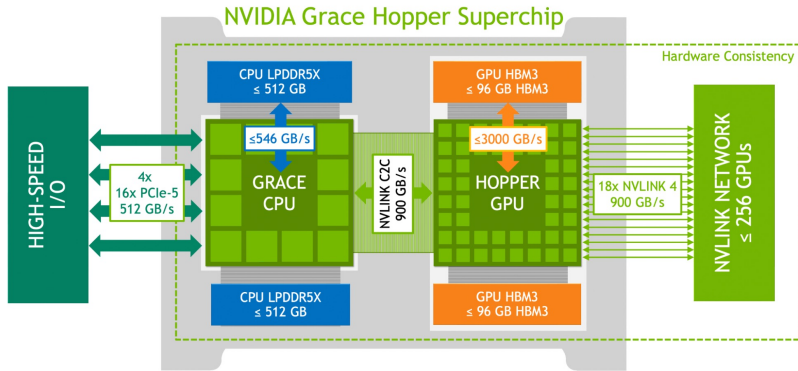 NVIDIA Grace Hopper Superchip
Hardware Consistency
CPU LPDDR5X
≤ 512 GB
GPU HBM3
≤ 96 GB HBM3
HIGH-SPEED
I/O
4x
16x PCIe-5
512 GB/s
≤546 GB/s
GRACE
CPU
NVLINK C2C
900 GB/s
≤3000 GB/s
HOPPER
GPU
18x NVLINK 4
900 GB/s
NVLINK NETWORK
≤ 256 GPUs
CPU LPDDR5X
≤ 512 GB
GPU HBM3
≤ 96 GB HBM3